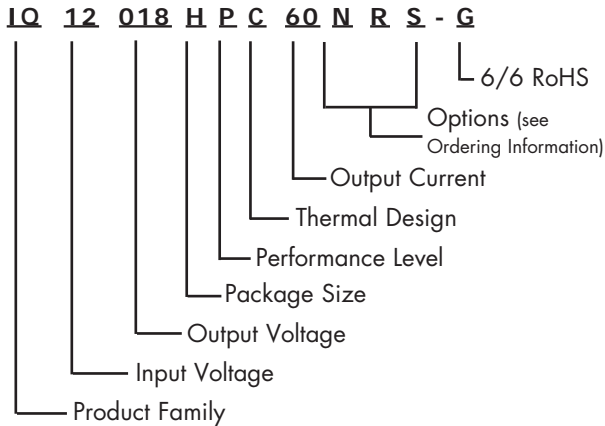 IQ 12 018 H P C 60 N R S - G
6/6 RoHS
Options (see
Ordering Information)
Output Current
Thermal Design
Performance Level
Package Size
Output Voltage
Input Voltage
Product Family